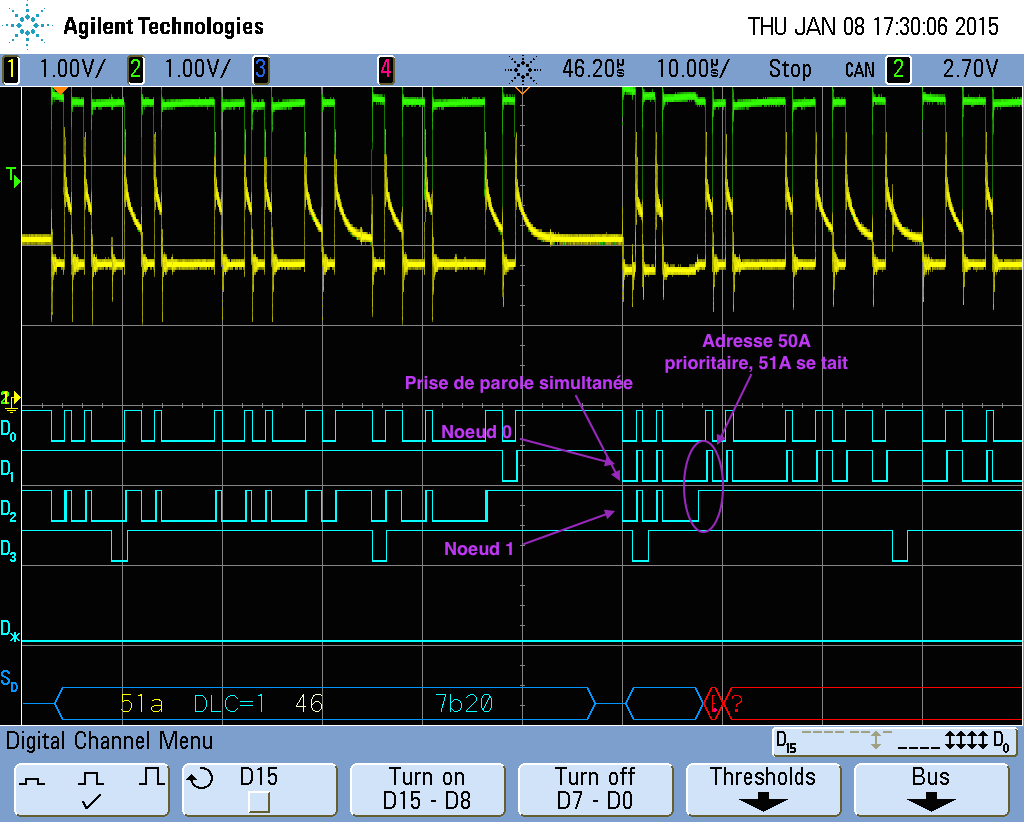 Agilent Technologies THU JAN 08 17:30:06 2015
1 1.00V/ 2 1.00V/ 3 4 46.20µs 10.00µs/ Stop CAN 2 2.70V
T
Adresse 50A
prioritaire, 51A se tait
Prise de parole simultanée
D0
Noeud 0
D1
D2
D3
Noeud 1
D*
SD 51a DLC=1 46 7b20 ?
Digital Channel Menu D15 D0
D15 Turn on Turn off Thresholds Bus
D15 - D8 D7 - D0